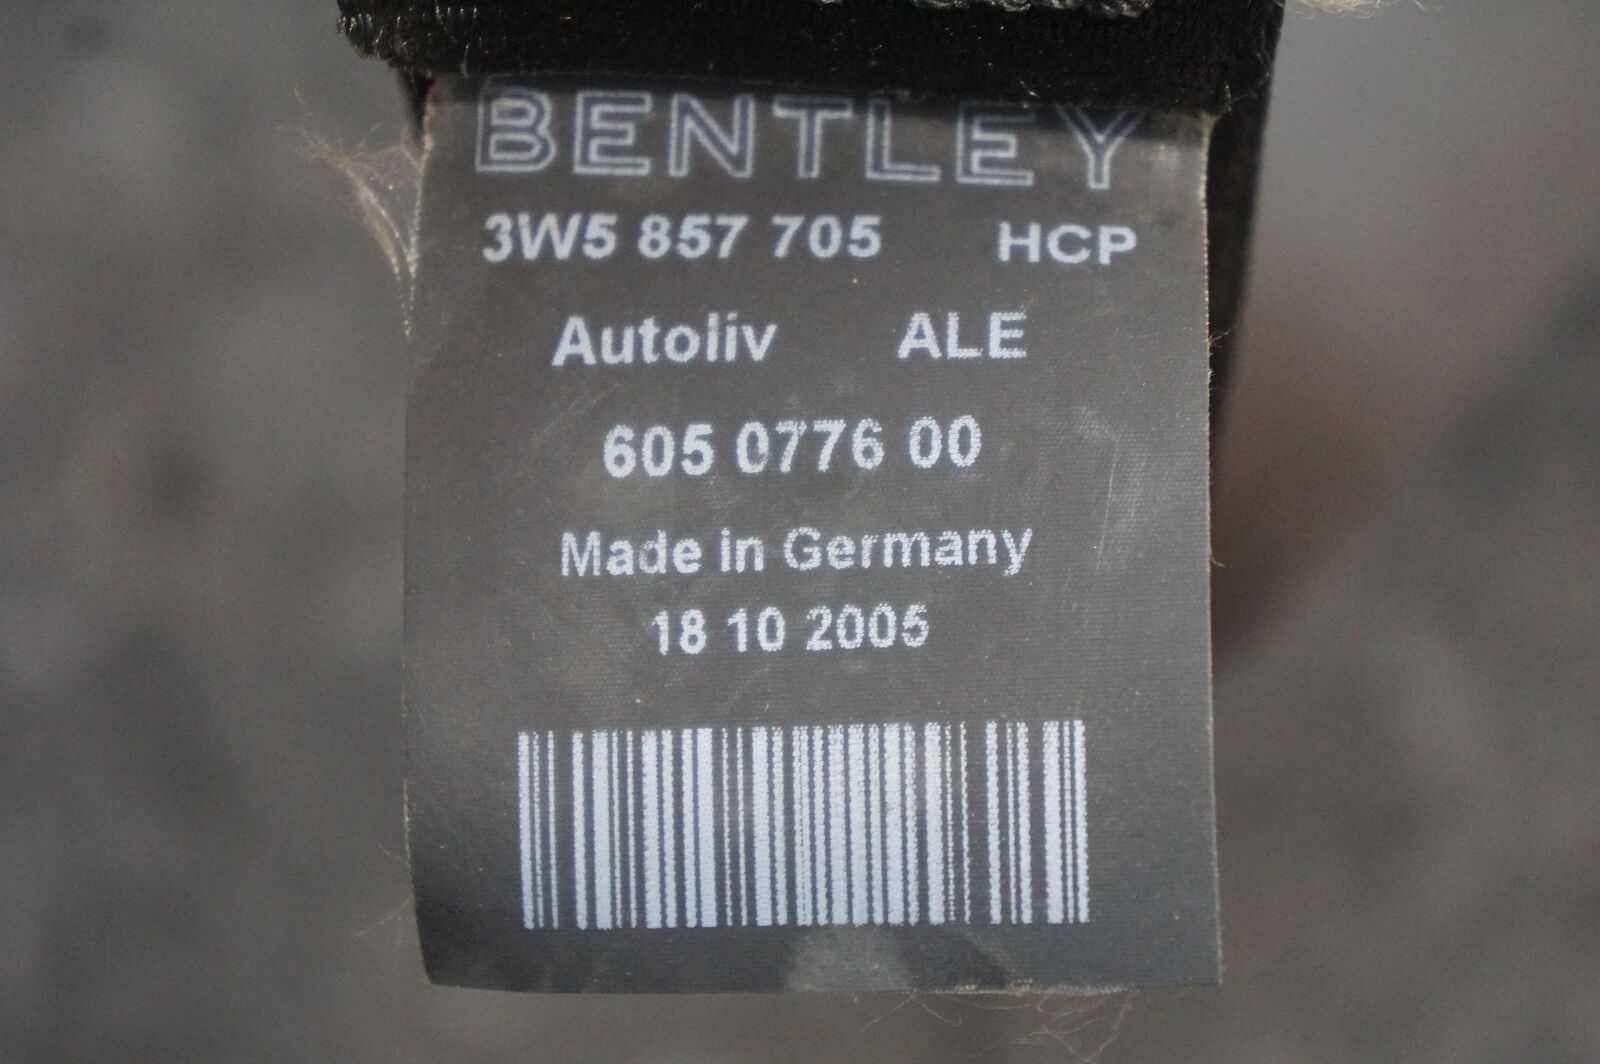 BENTLEY
3W5 857 705 HCP
Autoliv ALE
605 0776 00
Made in Germany
18 10 2005